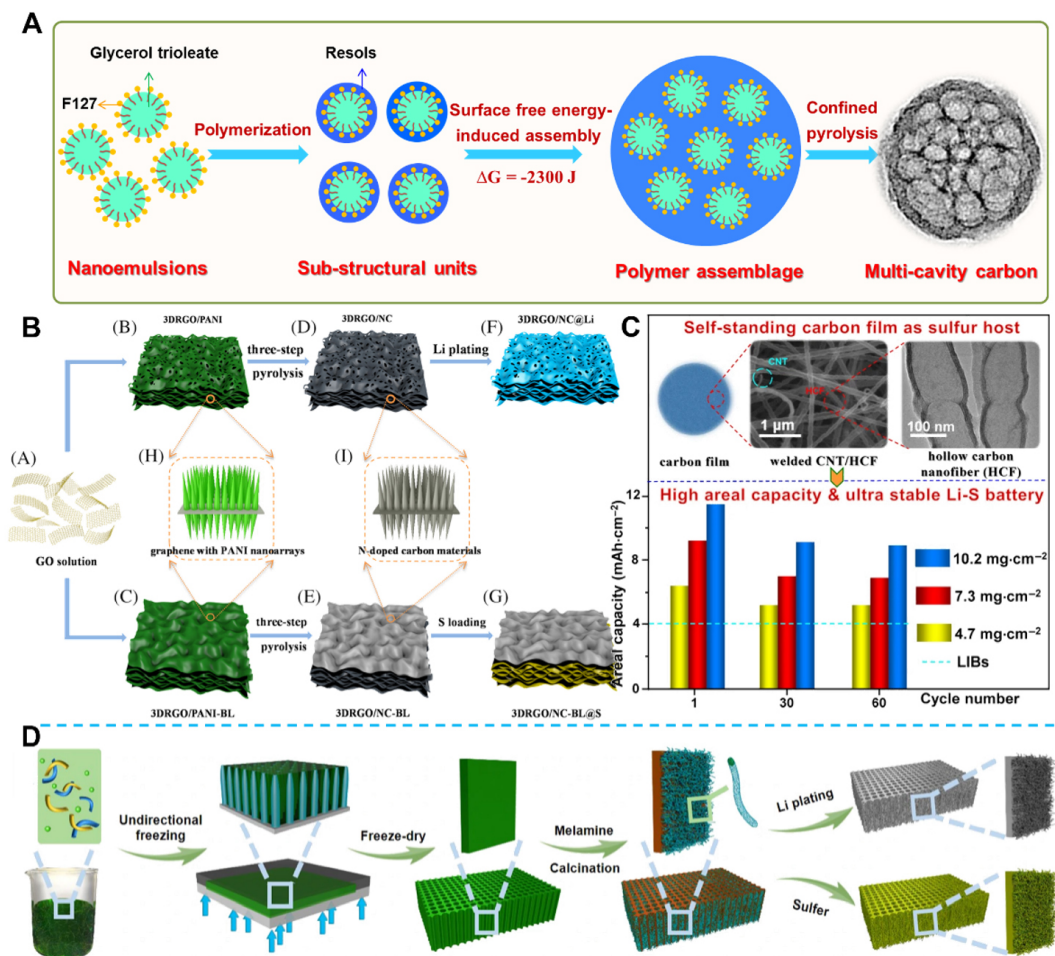 A
Glycerol trioleate
F127
Polymerization
Resols
Surface free energy-
induced assembly
ΔG = -2300 J
Confined
pyrolysis
Nanoemulsions
Sub-structural units
Polymer assemblage
Multi-cavity carbon
B
(A)
GO solution
(B)
3DRGO/PANI
three-step
pyrolysis
(D)
3DRGO/NC
Li plating
(F)
3DRGO/NC@Li
(H)
graphene with PANI nanoarrays
(I)
N-doped carbon materials
(C)
3DRGO/PANI-BL
three-step
pyrolysis
(E)
3DRGO/NC-BL
S loading
(G)
3DRGO/NC-BL@S
C
Self-standing carbon film as sulfur host
CNT
HCF
1 μm
100 nm
carbon film
welded CNT/HCF
hollow carbon
nanofiber (HCF)
High areal capacity & ultra stable Li-S battery
Areal capacity (mAh·cm⁻²)
12
8
4
0
10.2 mg·cm⁻²
7.3 mg·cm⁻²
4.7 mg·cm⁻²
LIBs
1
30
60
Cycle number
D
Undirectional
freezing
Freeze-dry
Melamine
Calcination
Li plating
Sulfer